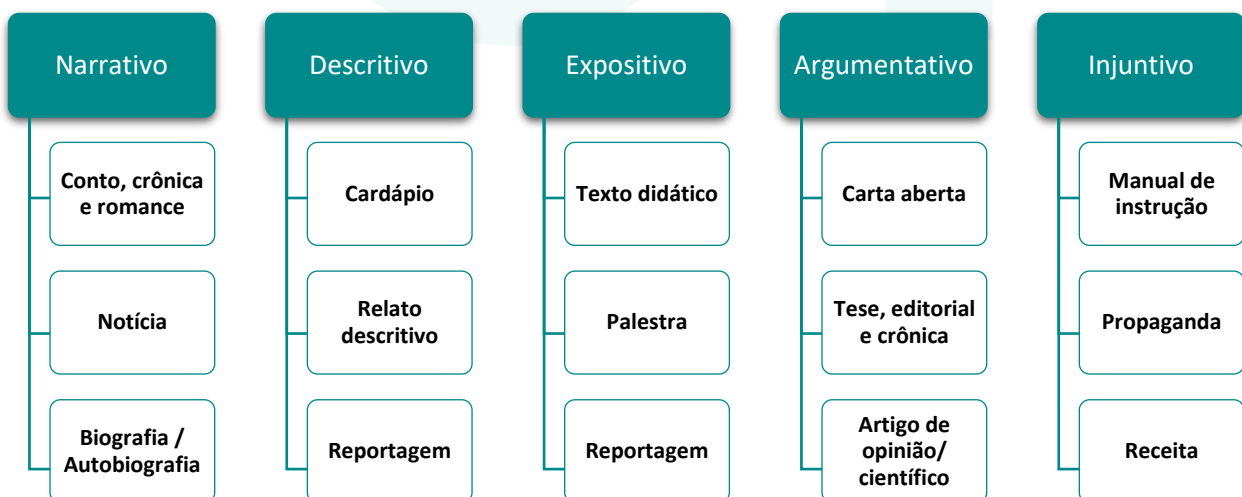 Narrativo
Conto, crônica
e romance
Notícia
Biografia /
Autobiografia
Descritivo
Cardápio
Relato
descritivo
Reportagem
Expositivo
Texto didático
Palestra
Reportagem
Argumentativo
Carta aberta
Tese, editorial
e crônica
Artigo de
opinião/
científico
Injuntivo
Manual de
instrução
Propaganda
Receita